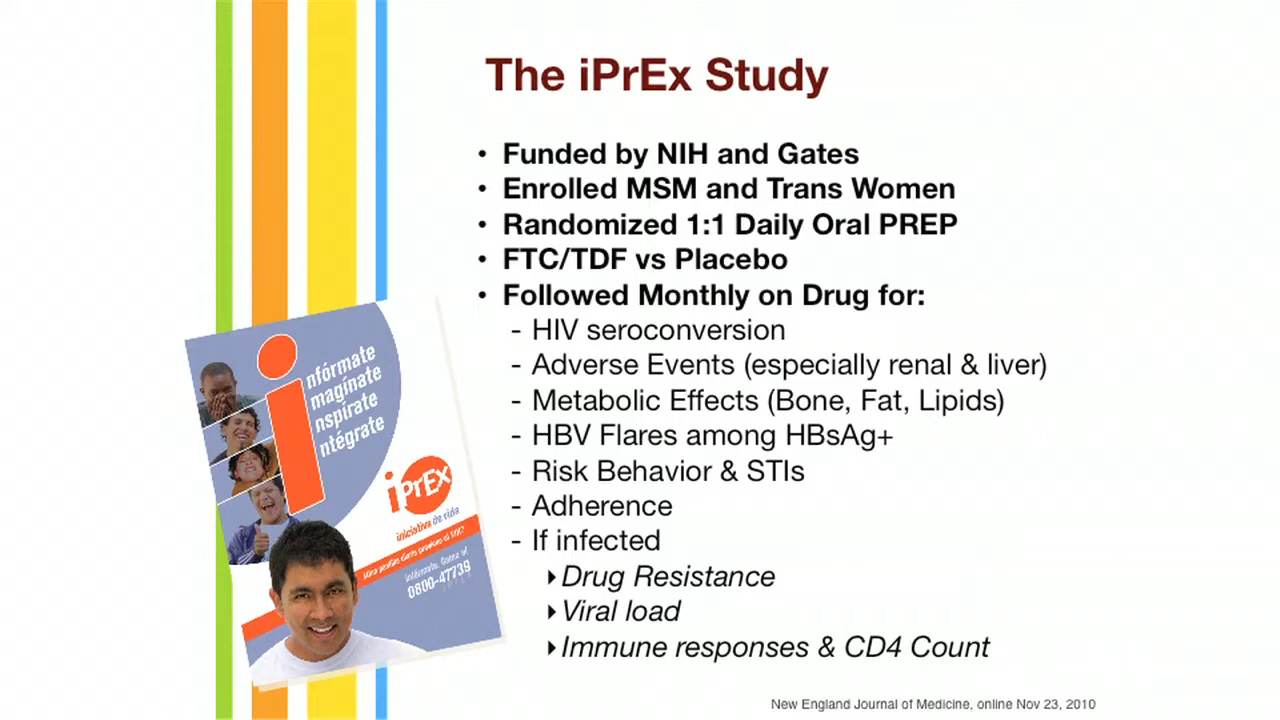 The iPrEx Study
• Funded by NIH and Gates
• Enrolled MSM and Trans Women
• Randomized 1:1 Daily Oral PREP
• FTC/TDF vs Placebo
• Followed Monthly on Drug for:
- HIV seroconversion
- Adverse Events (especially renal & liver)
- Metabolic Effects (Bone, Fat, Lipids)
- HBV Flares among HBsAg+
- Risk Behavior & STIs
- Adherence
- If infected
‣ Drug Resistance
‣ Viral load
‣ Immune responses & CD4 Count
infórmate
imagínate
inspírate
intégrate
iPrEx
iniciativa de vida
0800-47739
New England Journal of Medicine, online Nov 23, 2010